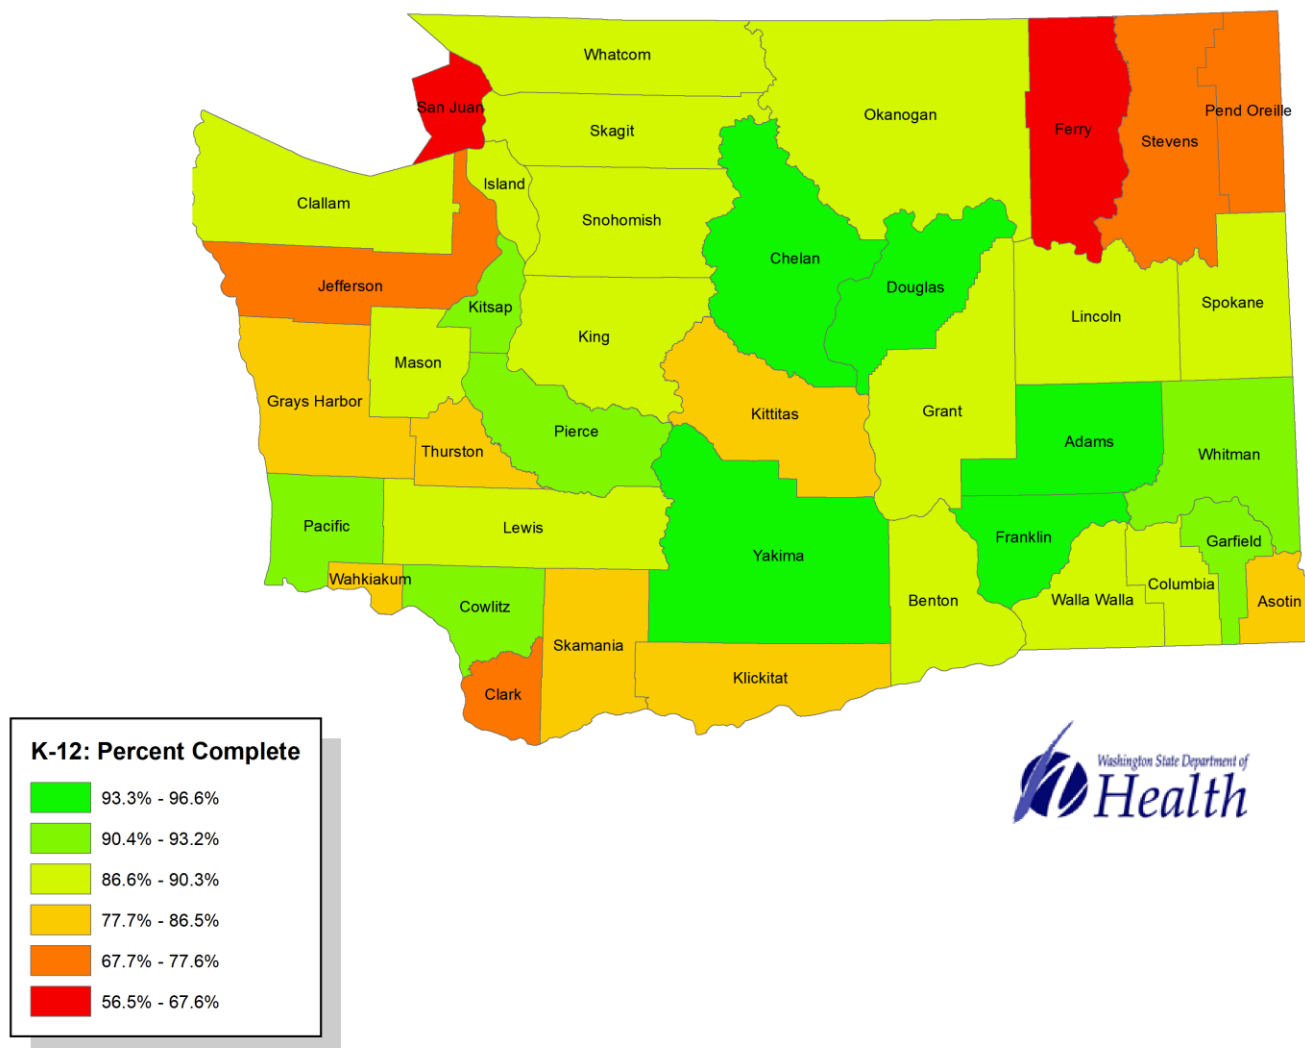 Whatcom
San Juan
Skagit
Okanogan
Ferry
Stevens
Pend Oreille
Clallam
Island
Snohomish
Chelan
Jefferson
Kitsap
Douglas
Lincoln
Spokane
King
Mason
Grays Harbor
Kittitas
Grant
Thurston
Pierce
Adams
Whitman
Pacific
Lewis
Yakima
Franklin
Garfield
Wahkiakum
Cowlitz
Benton
Walla Walla
Columbia
Asotin
Skamania
Klickitat
Clark
K-12: Percent Complete
93.3% - 96.6%
90.4% - 93.2%
86.6% - 90.3%
77.7% - 86.5%
67.7% - 77.6%
56.5% - 67.6%
Washington State Department of
Health